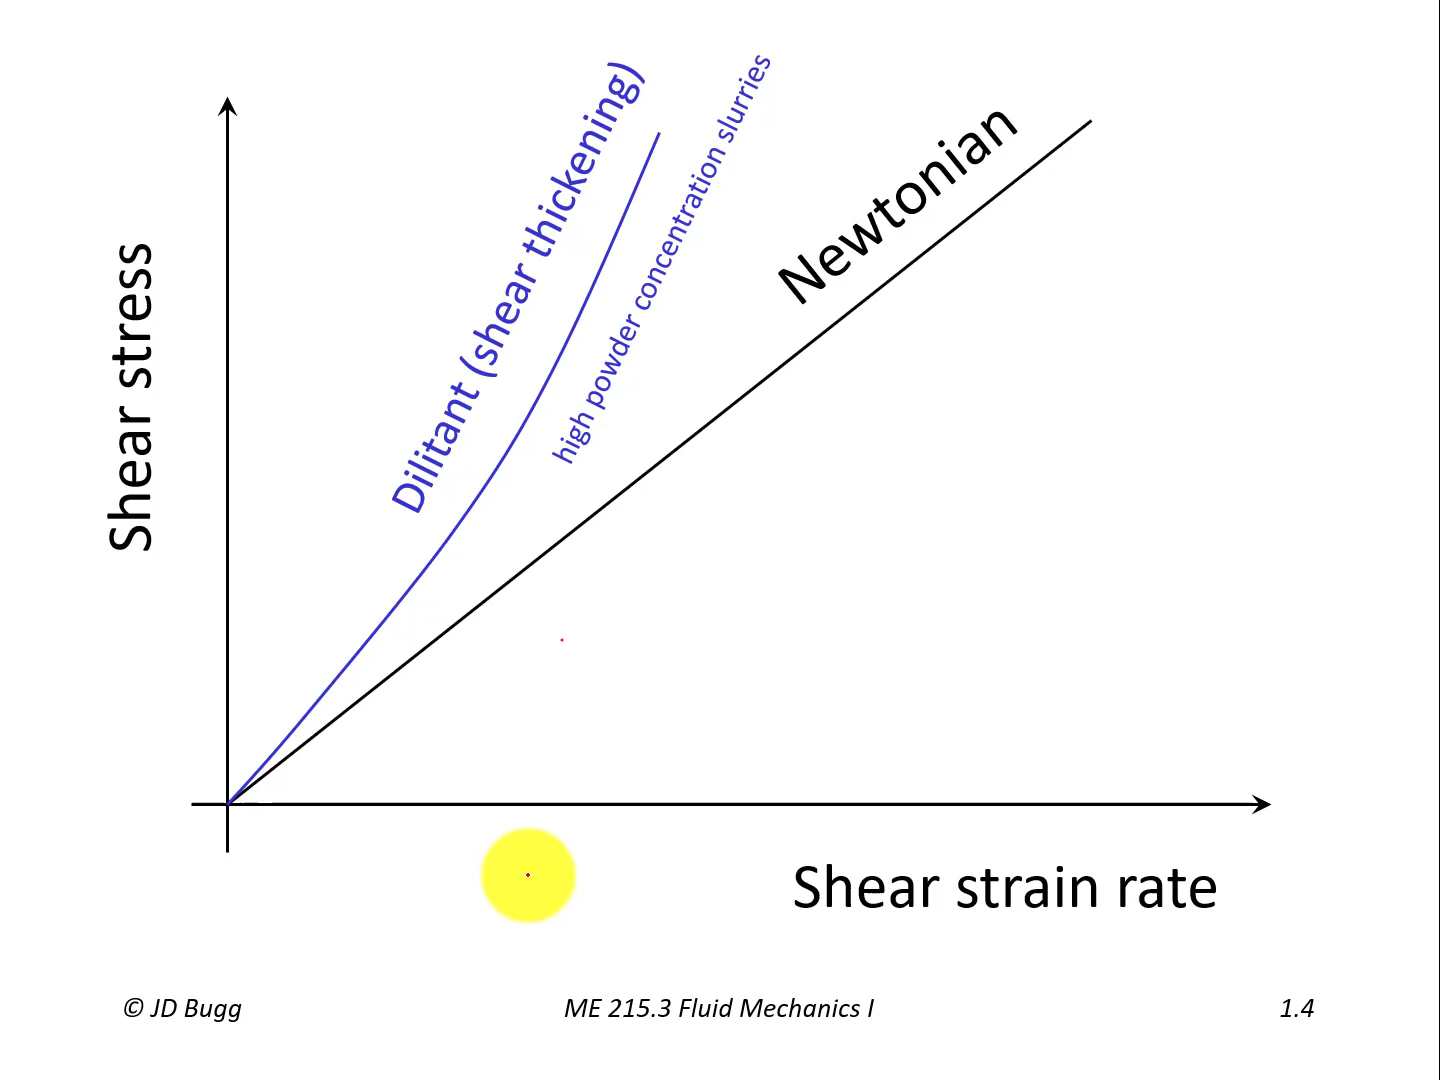 Dilitant (shear thickening)
high powder concentration slurries
Newtonian
Shear stress
Shear strain rate
© JD Bugg
ME 215.3 Fluid Mechanics I
1.4